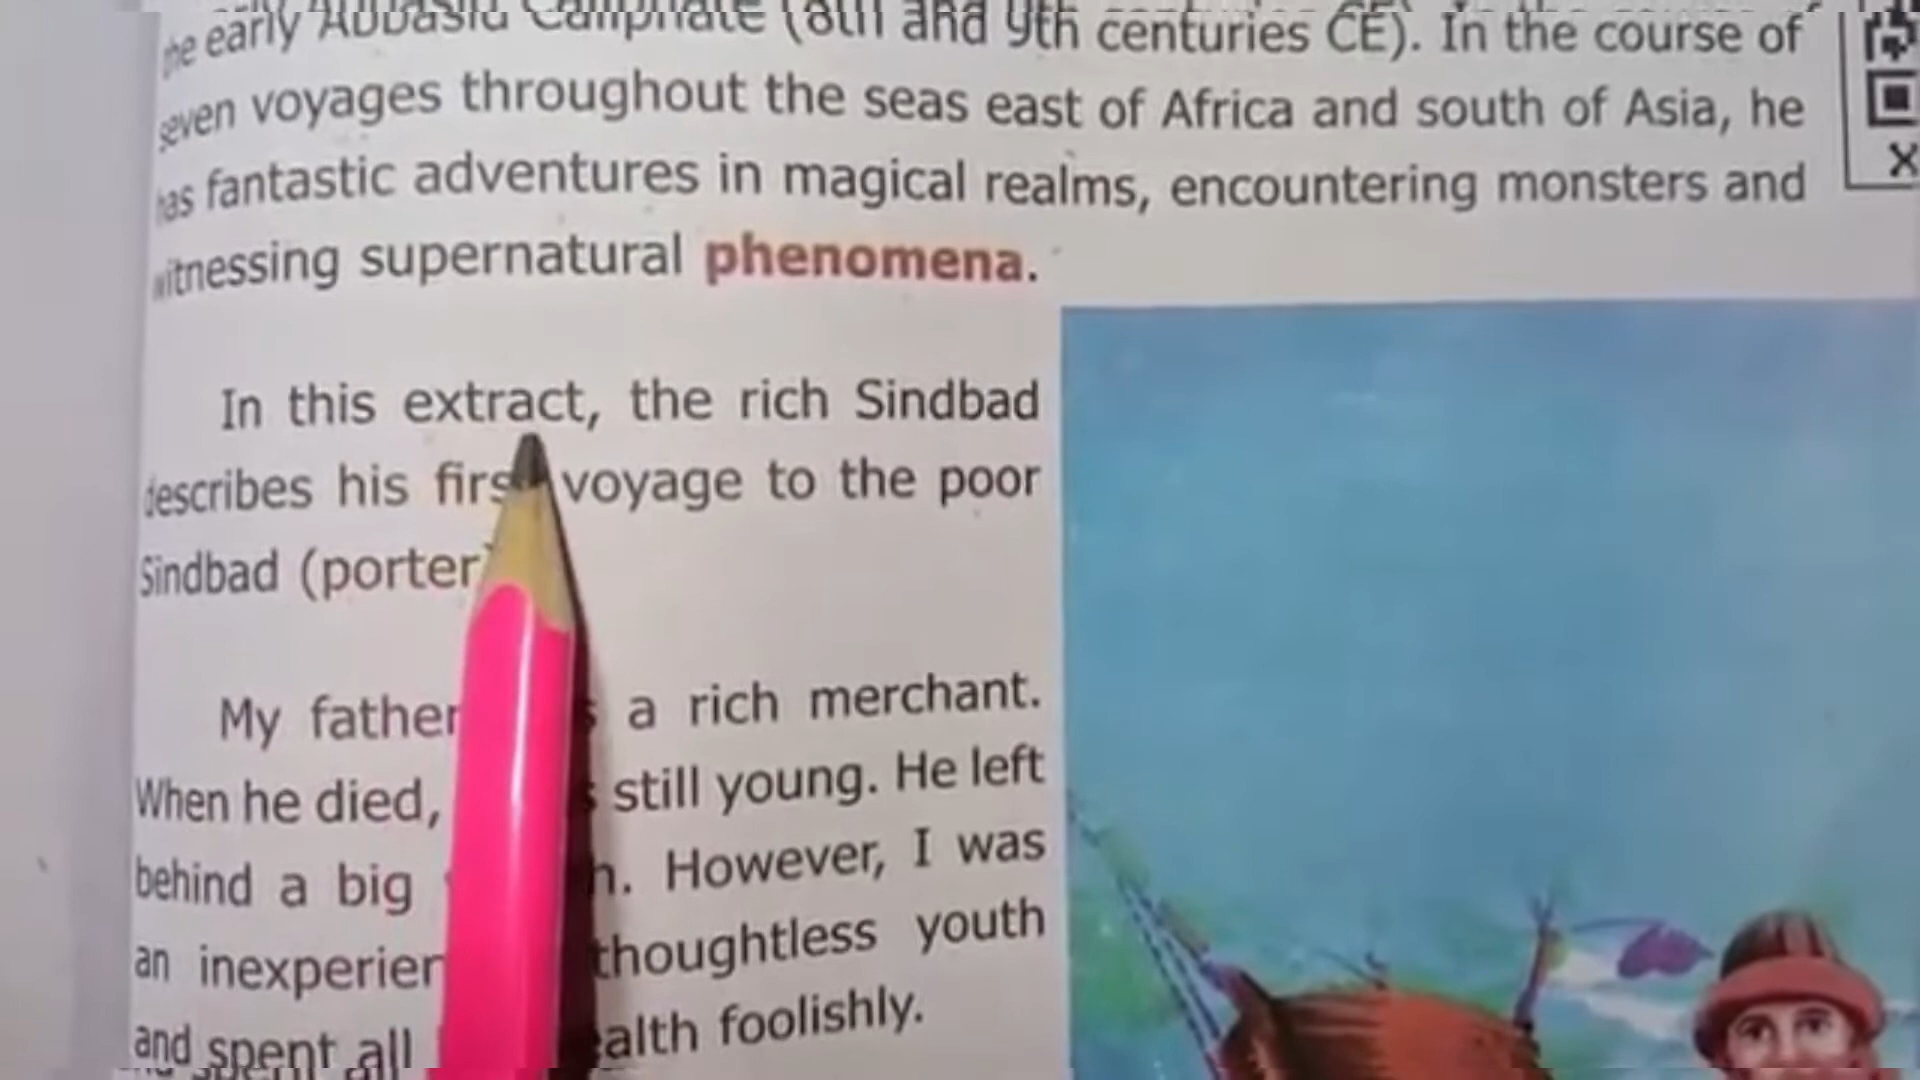 the early Abbasid Caliphate (8th and 9th centuries CE). In the course of
seven voyages throughout the seas east of Africa and south of Asia, he
has fantastic adventures in magical realms, encountering monsters and
witnessing supernatural phenomena.
In this extract, the rich Sindbad
describes his first voyage to the poor
Sindbad (porter)
My father a rich merchant.
When he died, still young. He left
behind a big However, I was
an thoughtless youth
and spent all foolishly.